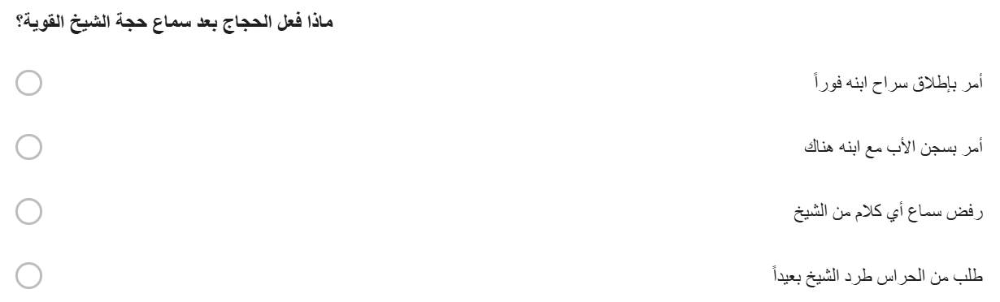 ماذا فعل الحجاج بعد سماع حجة الشيخ القوية؟
أمر بإطلاق سراح ابنه فوراً
أمر بسجن الأب مع ابنه هناك
رفض سماع أي كلام من الشيخ
طلب من الحراس طرد الشيخ بعيداً